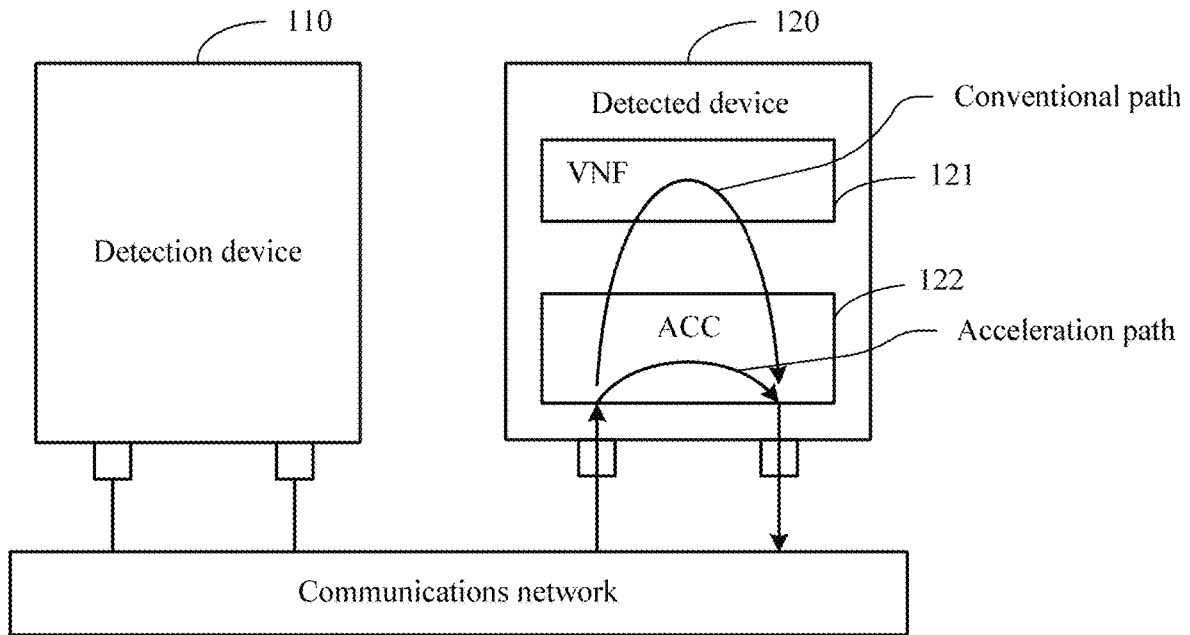 110
120
Detected device
Conventional path
VNF
121
Detection device
122
ACC
Acceleration path
Communications network